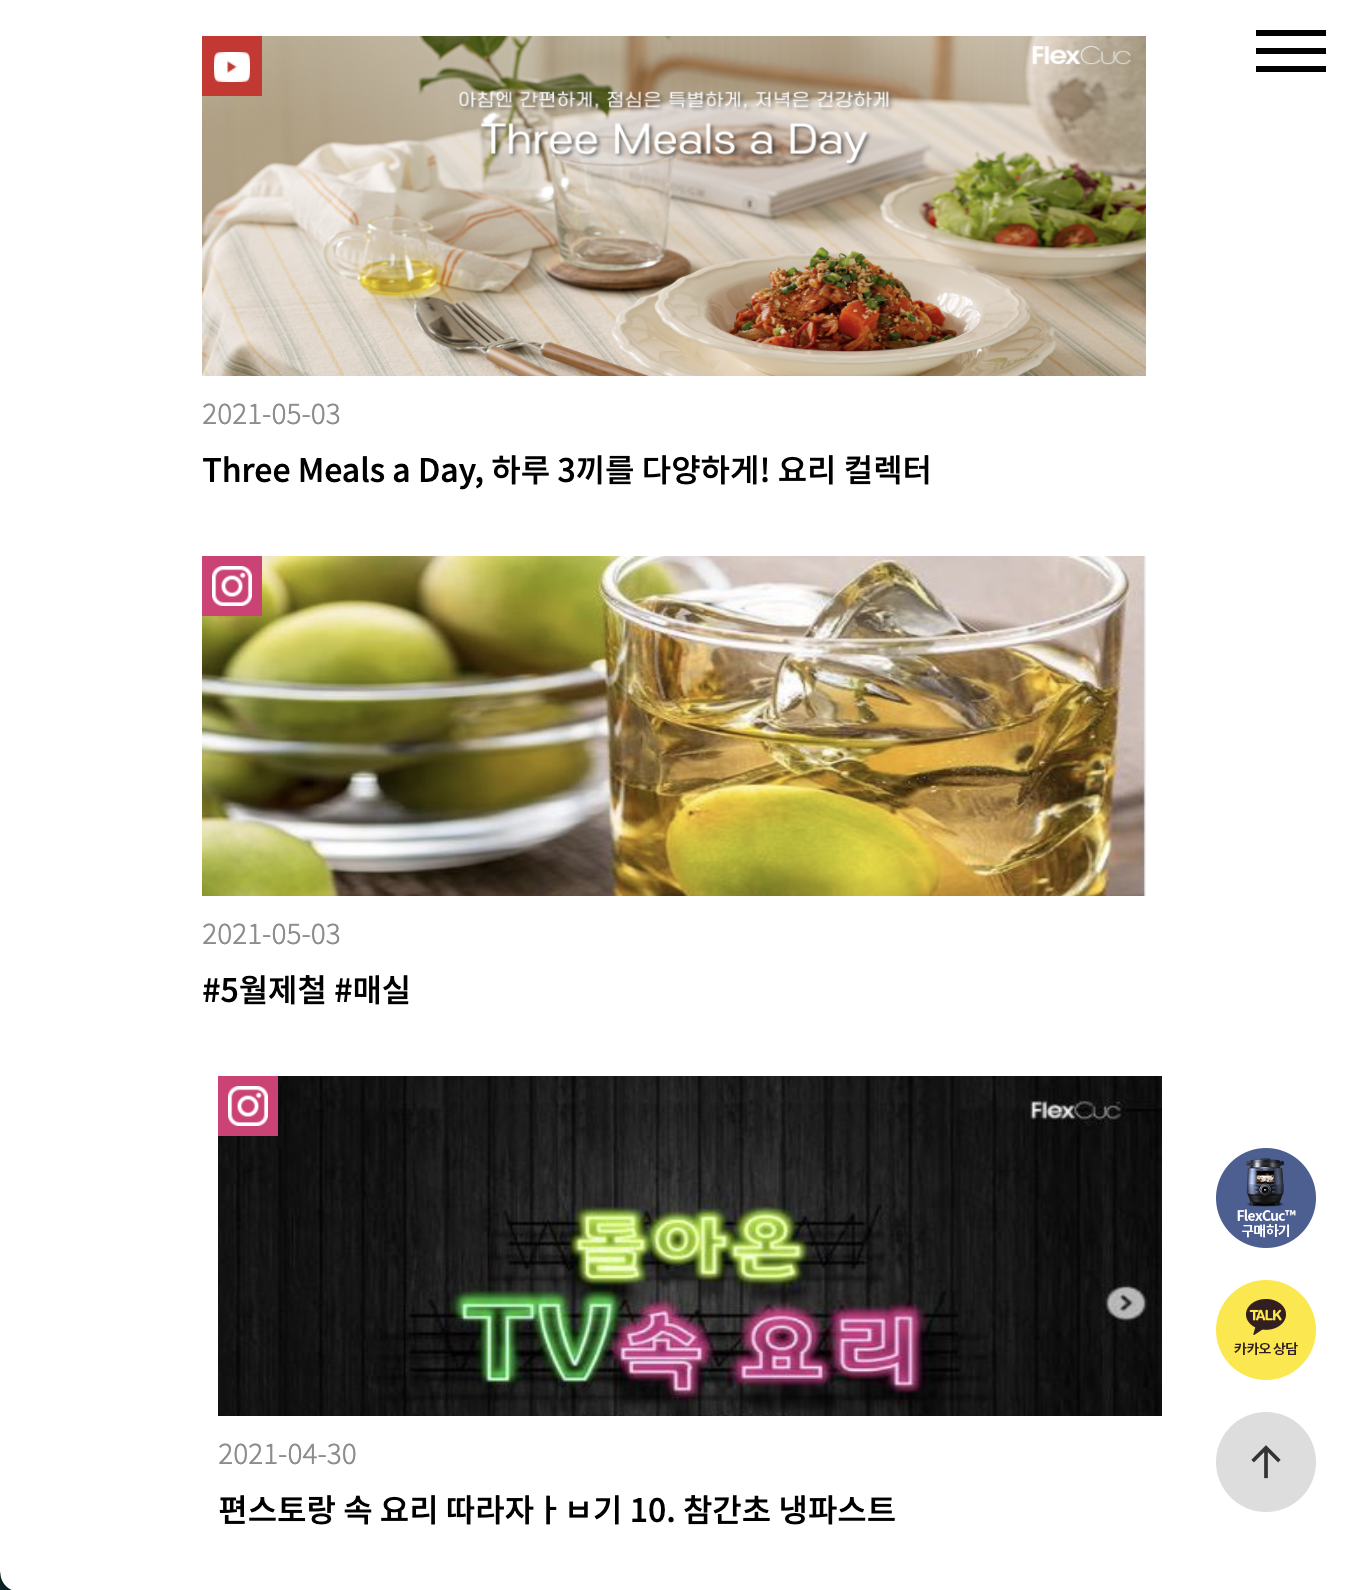 FlexCuc
아침엔 간편하게, 점심은 특별하게, 저녁은 건강하게
Three Meals a Day
2021-05-03
Three Meals a Day, 하루 3끼를 다양하게! 요리 컬렉터
2021-05-03
#5월제철 #매실
FlexCuc
돌아온
TV속 요리
2021-04-30
편스토랑 속 요리 따라자ㅏㅂ기 10. 참간초 냉파스트
FlexCuc™
구매하기
TALK
카카오 상담